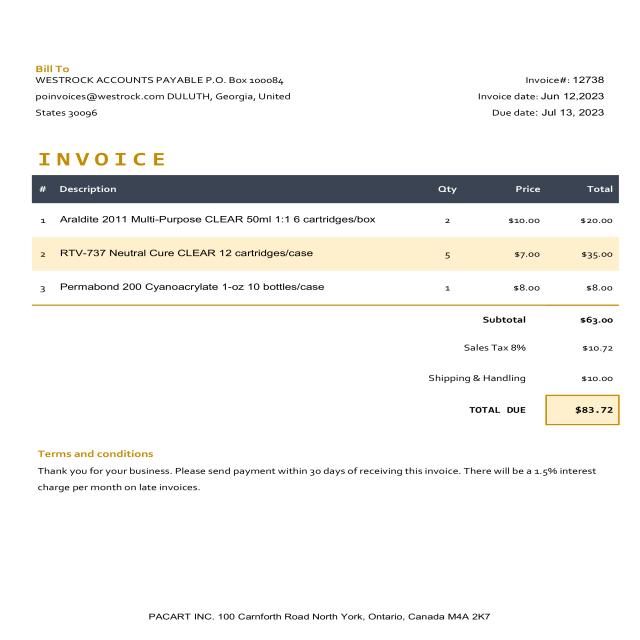 Bill To
WESTROCK ACCOUNTS PAYABLE P.O. Box 100084
Invoice#: 12738
poinvoices@westrock.com DULUTH, Georgia, United
Invoice date: Jun 12,2023
States 30096
Due date: Jul 13, 2023
INVOICE
# Description Qty Price Total
1 Araldite 2011 Multi-Purpose CLEAR 50ml 1:1 6 cartridges/box 2 $10.00 $20.00
2 RTV-737 Neutral Cure CLEAR 12 cartridges/case 5 $7.00 $35.00
3 Permabond 200 Cyanoacrylate 1-oz 10 bottles/case 1 $8.00 $8.00
Subtotal $63.00
Sales Tax 8% $10.72
Shipping & Handling $10.00
TOTAL DUE $83.72
Terms and conditions
Thank you for your business. Please send payment within 30 days of receiving this invoice. There will be a 1.5% interest
charge per month on late invoices.
PACART INC. 100 Carnforth Road North York, Ontario, Canada M4A 2K7